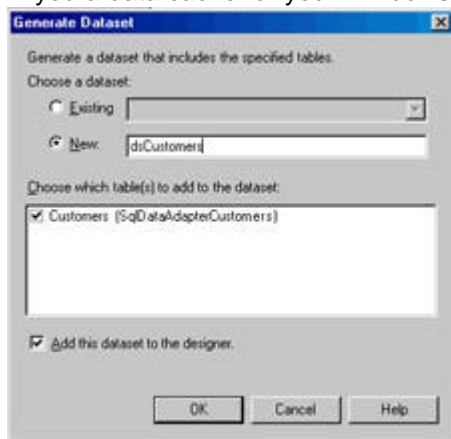 Generate Dataset
Generate a dataset that includes the specified tables.
Choose a dataset:
Existing
New:
dsCustomers
Choose which table(s) to add to the dataset:
Customers (SqlDataAdapterCustomers)
Add this dataset to the designer.
OK Cancel Help